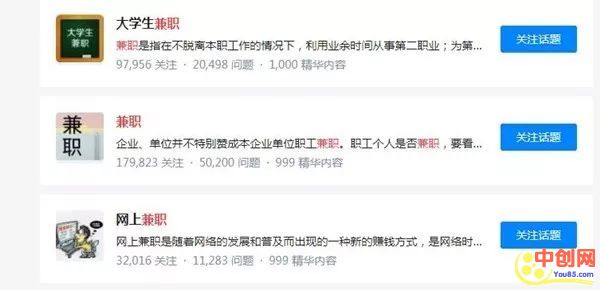 大学生
兼职
大学生兼职
兼职是指在不脱离本职工作的情况下，利用业余时间从事第二职业；为第...
97,956 关注 · 20,498 问题 · 1,000 精华内容
关注话题
兼
职
兼职
企业、单位并不特别赞成本企业单位职工兼职。职工个人是否兼职，要看...
179,823 关注 · 50,200 问题 · 999 精华内容
关注话题
网上兼职
网上兼职是随着网络的发展和普及而出现的一种新的赚钱方式，是网络时...
32,016 关注 · 11,283 问题 · 999 精华内容
关注话题
中创网
You85.com